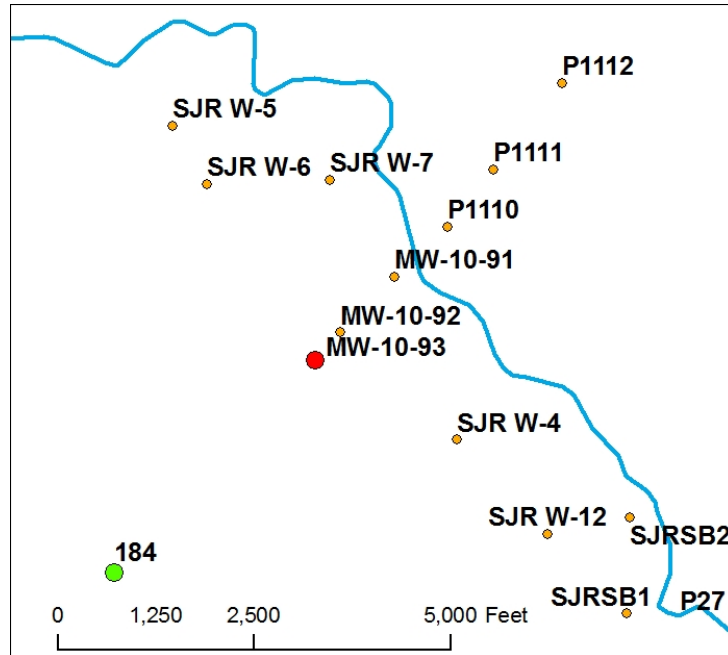 P1112
SJR W-5
P1111
SJR W-6
SJR W-7
P1110
MW-10-91
MW-10-92
MW-10-93
SJR W-4
SJR W-12
SJRSB2
184
SJRSB1
P27
0 1,250 2,500 5,000 Feet